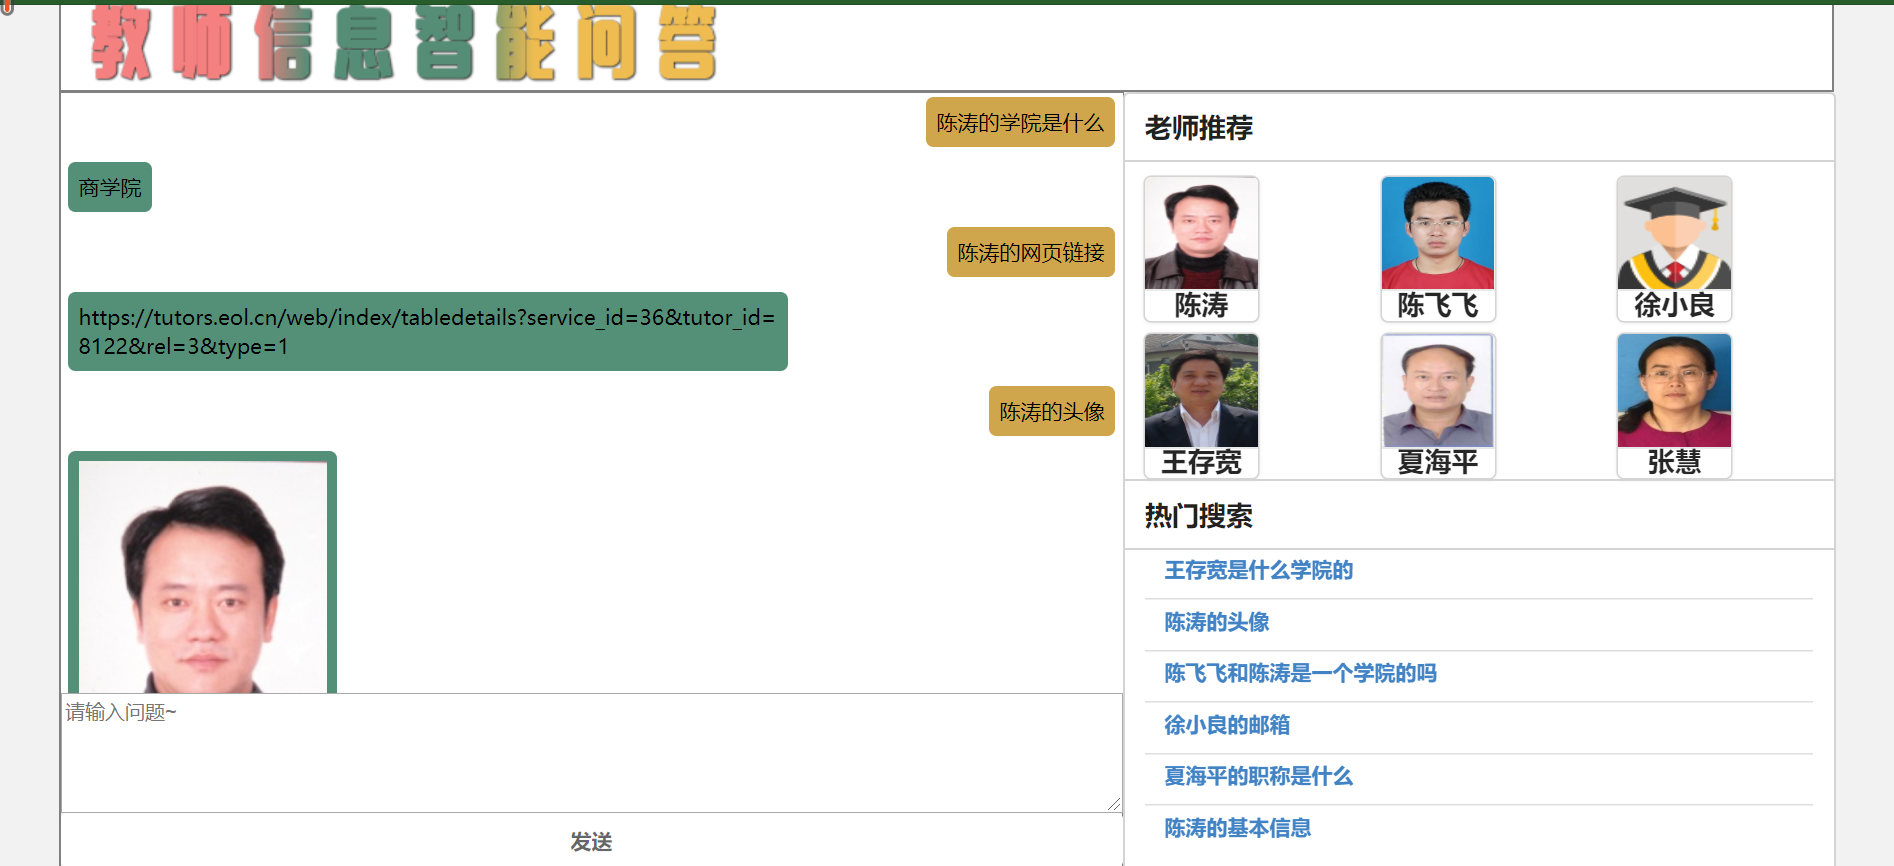 教师信息智能问答
陈涛的学院是什么
商学院
陈涛的网页链接
https://tutors.eol.cn/web/index/tabledetails?service_id=36&tutor_id=
8122&rel=3&type=1
陈涛的头像
请输入问题~
发送
老师推荐
陈涛
陈飞飞
徐小良
王存宽
夏海平
张慧
热门搜索
王存宽是什么学院的
陈涛的头像
陈飞飞和陈涛是一个学院的吗
徐小良的邮箱
夏海平的职称是什么
陈涛的基本信息